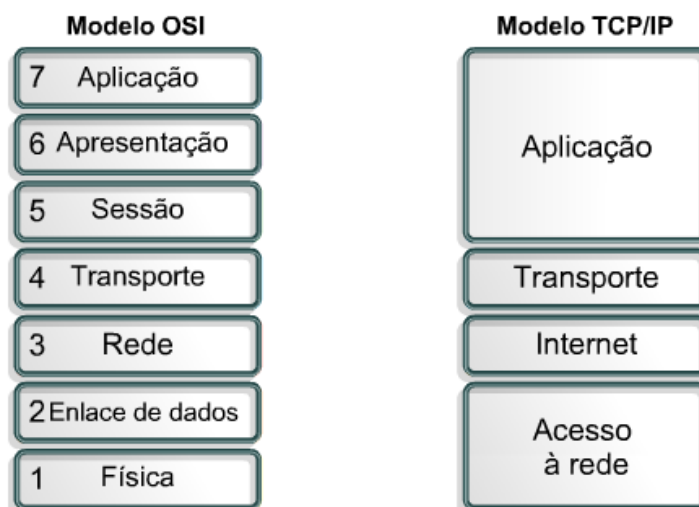 Modelo OSI
7 Aplicação
6 Apresentação
5 Sessão
4 Transporte
3 Rede
2 Enlace de dados
1 Física
Modelo TCP/IP
Aplicação
Transporte
Internet
Acesso
à rede